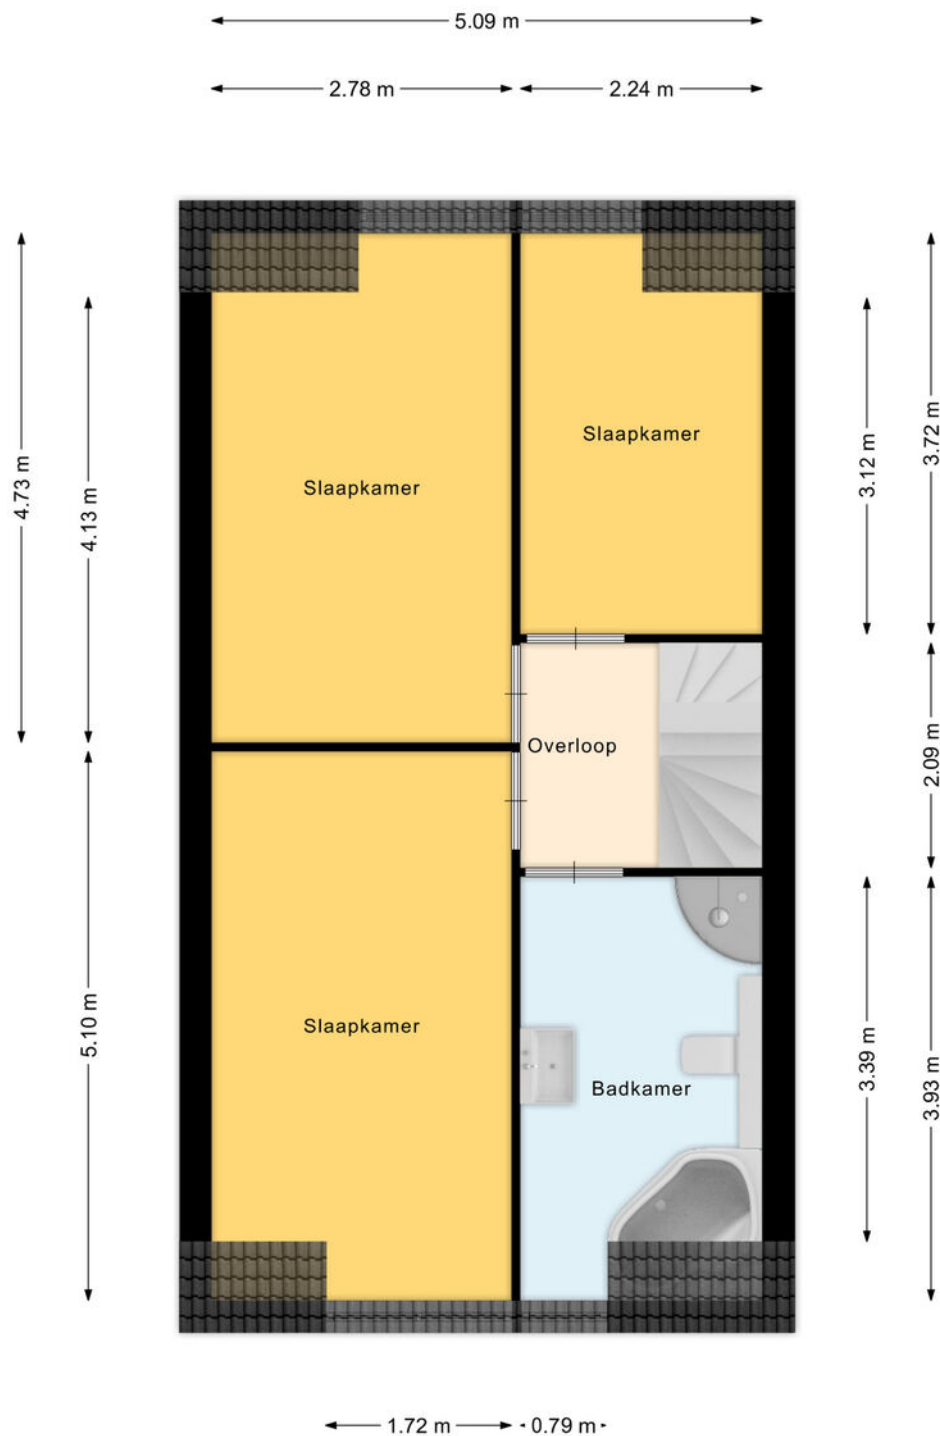 5.09 m
2.78 m
2.24 m
4.73 m
4.13 m
3.12 m
3.72 m
Slaapkamer
Slaapkamer
Overloop
2.09 m
5.10 m
Slaapkamer
Badkamer
3.39 m
3.93 m
1.72 m
0.79 m